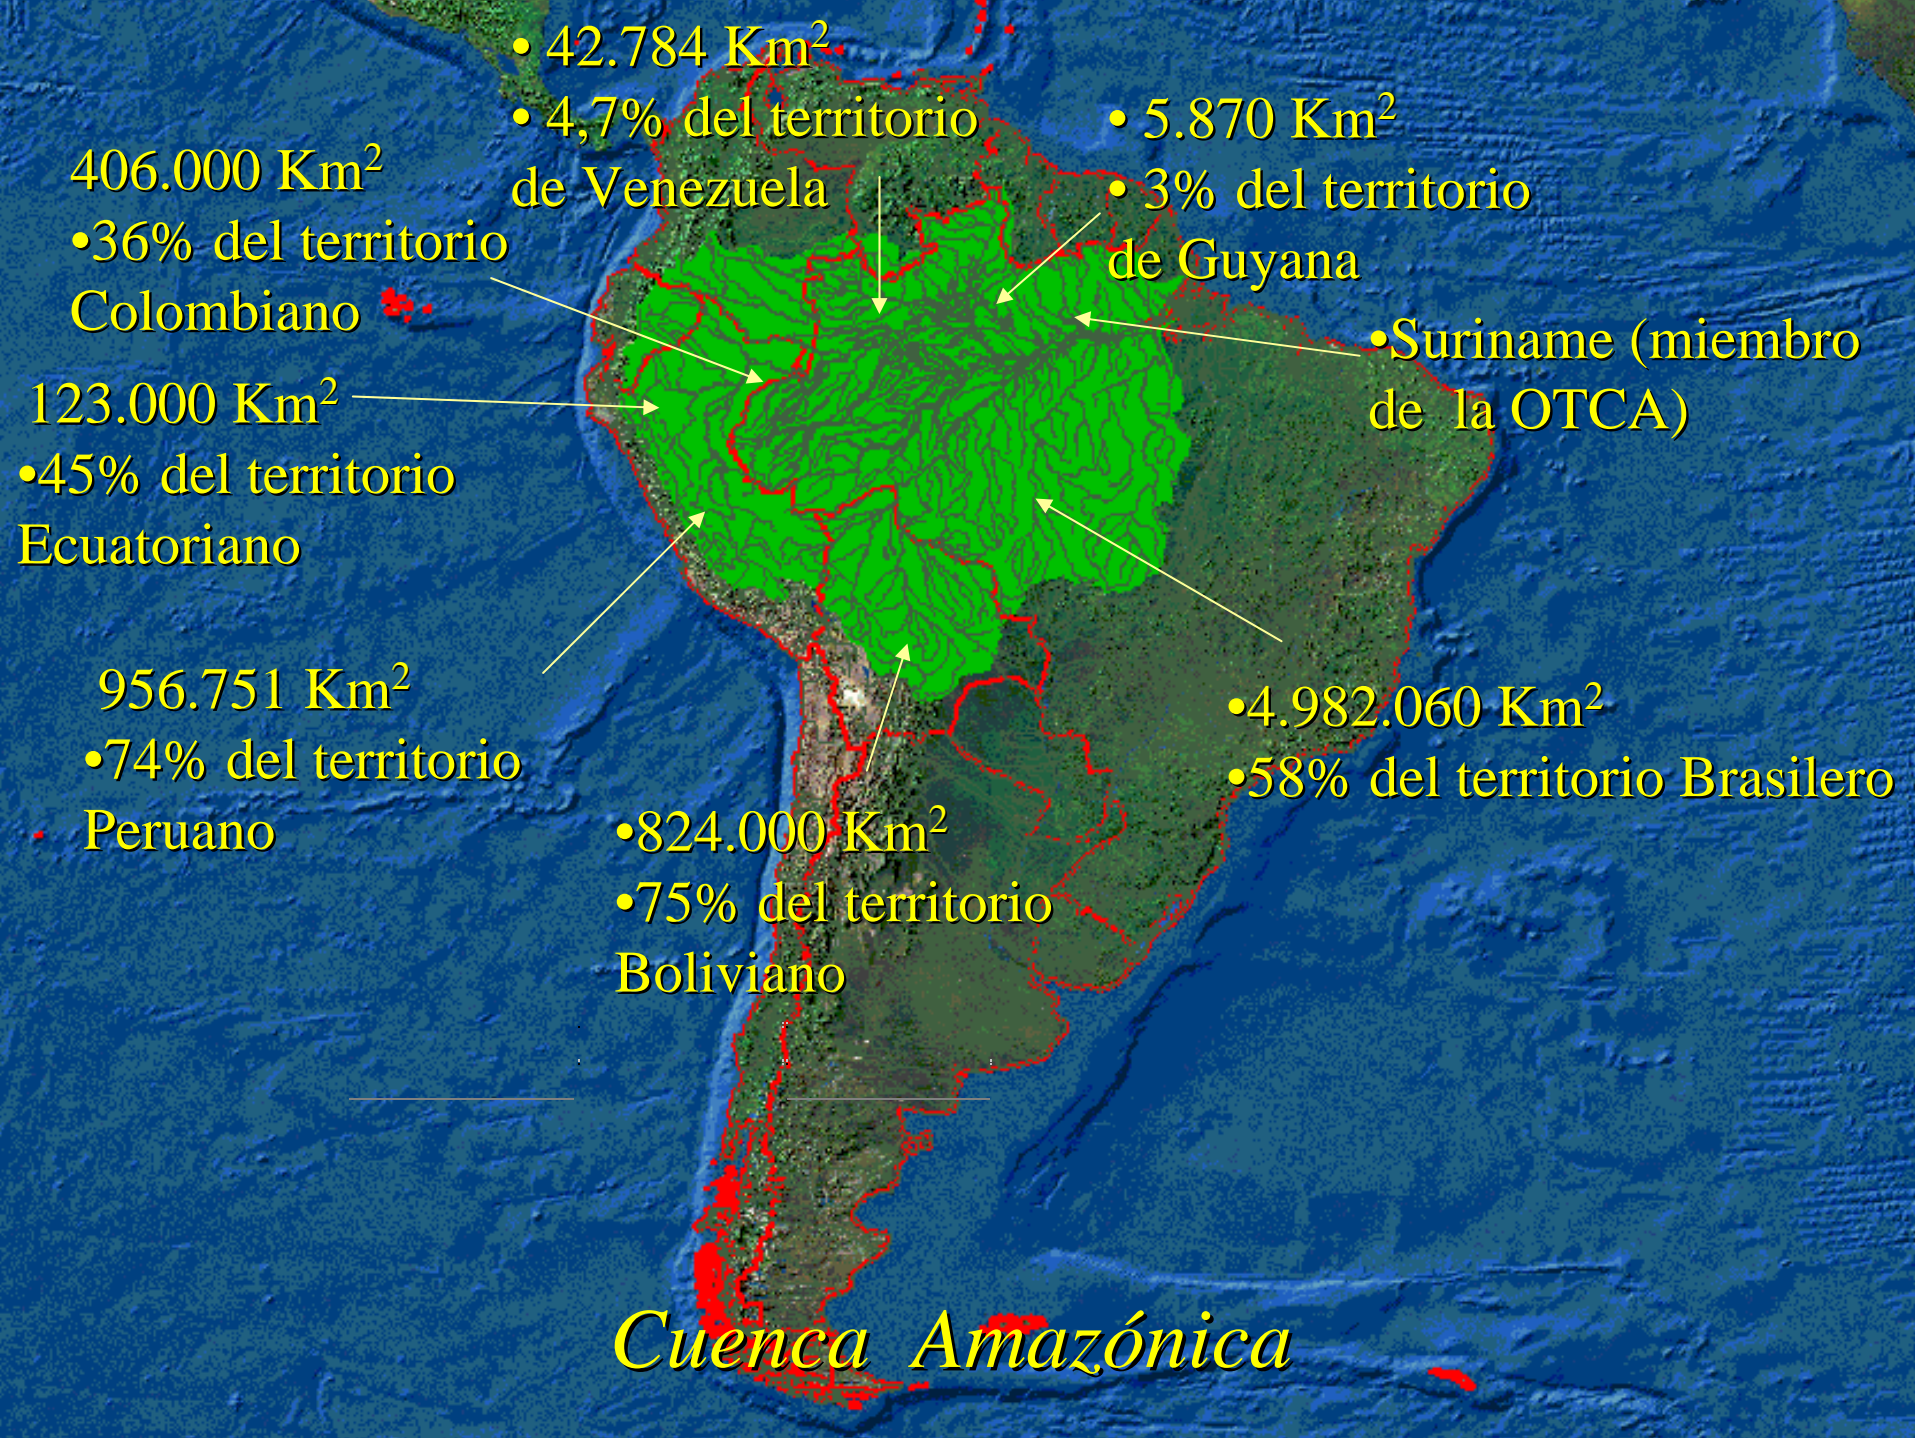 • 42.784 Km²
• 4,7% del territorio
de Venezuela
• 5.870 Km²
• 3% del territorio
de Guyana
406.000 Km²
•36% del territorio
Colombiano
•Suriname (miembro
de la OTCA)
123.000 Km²
•45% del territorio
Ecuatoriano
956.751 Km²
•74% del territorio
Peruano
•4.982.060 Km²
•58% del territorio Brasilero
•824.000 Km²
•75% del territorio
Boliviano
Cuenca Amazónica